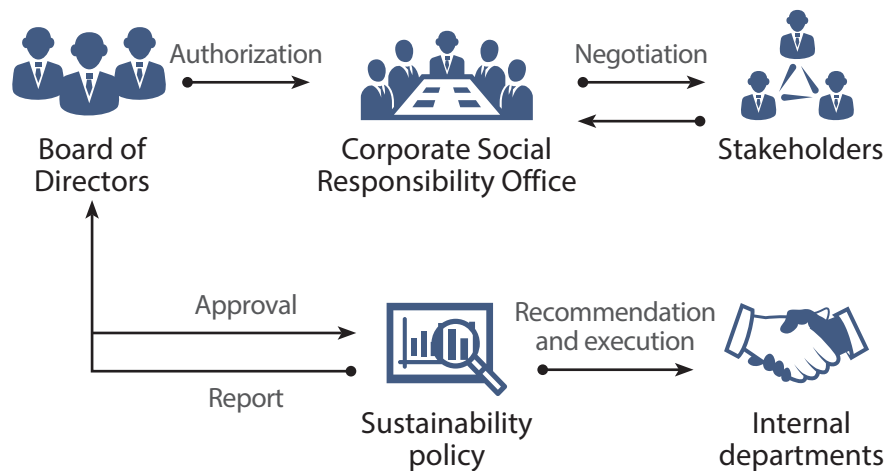 Authorization
Negotiation
Board of
Directors
Corporate Social
Responsibility Office
Stakeholders
Approval
Report
Recommendation
and execution
Sustainability
policy
Internal
departments